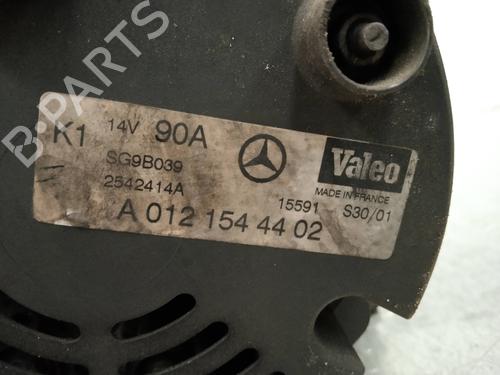 B-PARTS
K1 14V 90A
SG9B039
2542414A
A 012 154 44 02
Valeo
MADE IN FRANCE
15591 S30/01